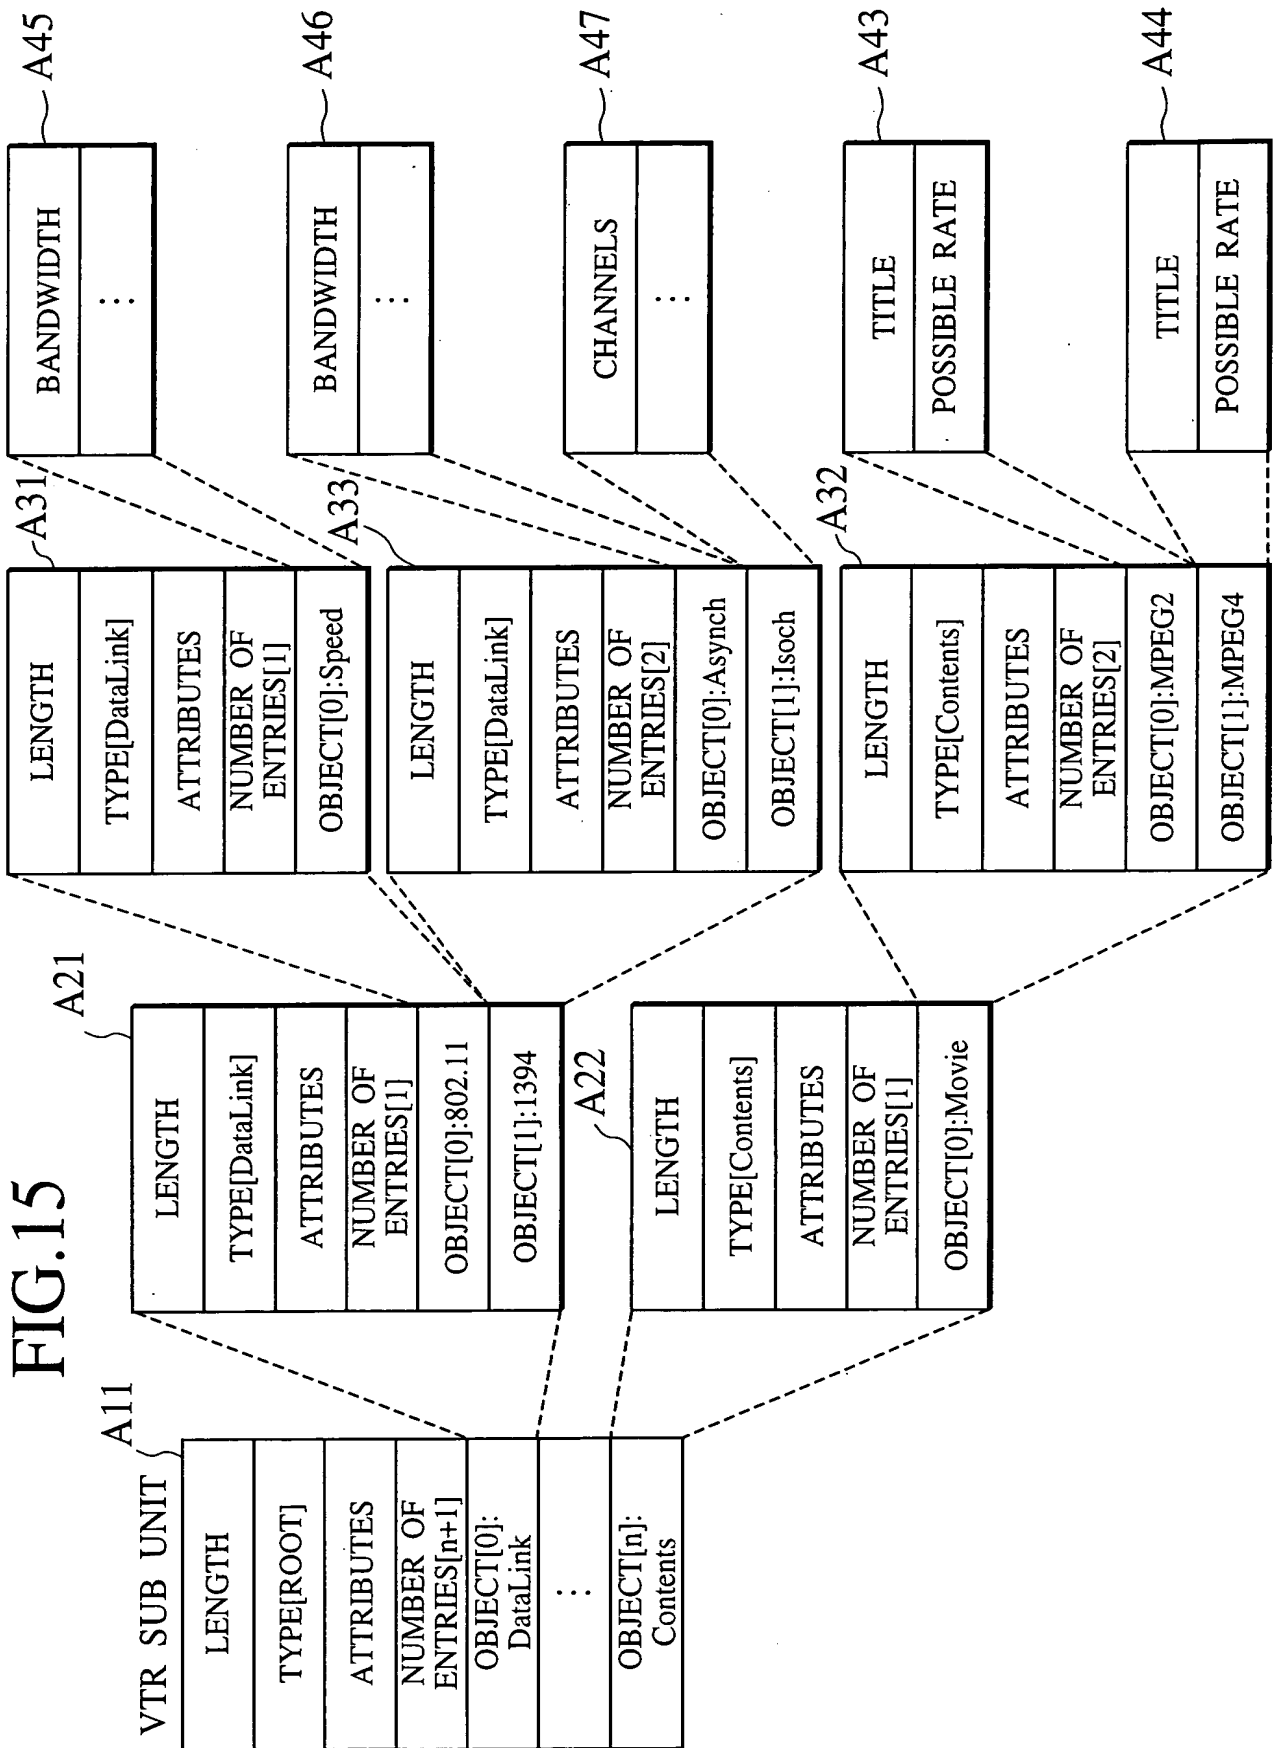 FIG.15
VTR SUB UNIT
A11
LENGTH
TYPE[ROOT]
ATTRIBUTES
NUMBER OF
ENTRIES[n+1]
OBJECT[0]:
DataLink
...
OBJECT[n]:
Contents
A21
LENGTH
TYPE[DataLink]
ATTRIBUTES
NUMBER OF
ENTRIES[1]
OBJECT[0]:802.11
OBJECT[1]:1394
A22
LENGTH
TYPE[Contents]
ATTRIBUTES
NUMBER OF
ENTRIES[1]
OBJECT[0]:Movie
A31
LENGTH
TYPE[DataLink]
ATTRIBUTES
NUMBER OF
ENTRIES[1]
OBJECT[0]:Speed
A33
LENGTH
TYPE[DataLink]
ATTRIBUTES
NUMBER OF
ENTRIES[2]
OBJECT[0]:Asynch
OBJECT[1]:Isoch
A32
LENGTH
TYPE[Contents]
ATTRIBUTES
NUMBER OF
ENTRIES[2]
OBJECT[0]:MPEG2
OBJECT[1]:MPEG4
A45
BANDWIDTH
...
A46
BANDWIDTH
...
A47
CHANNELS
...
A43
TITLE
POSSIBLE RATE
A44
TITLE
POSSIBLE RATE